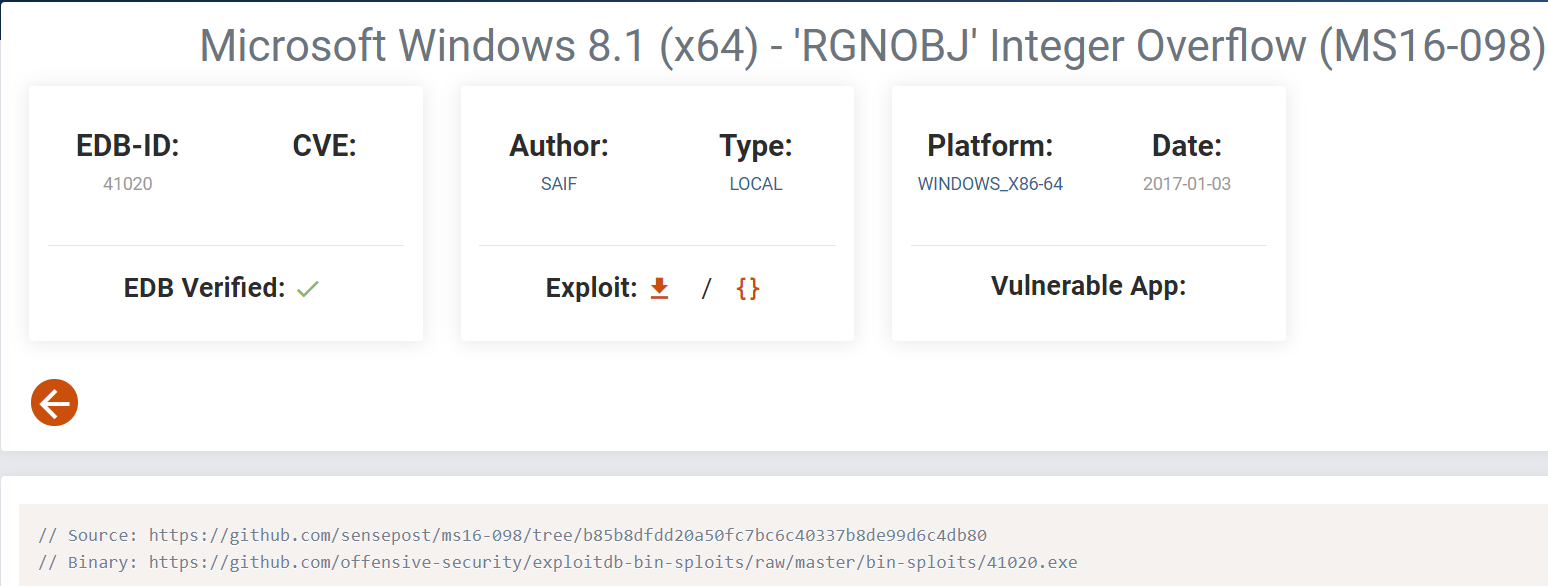 Microsoft Windows 8.1 (x64) - 'RGNOBJ' Integer Overflow (MS16-098)
EDB-ID:
41020
CVE:
EDB Verified:
Author:
SAIF
Type:
LOCAL
Exploit: / {}
Platform:
WINDOWS_X86-64
Date:
2017-01-03
Vulnerable App:
// Source: https://github.com/sensepost/ms16-098/tree/b85b8dfdd20a50fc7bc6c40337b8de99d6c4db80
// Binary: https://github.com/offensive-security/exploitdb-bin-sploits/raw/master/bin-sploits/41020.exe